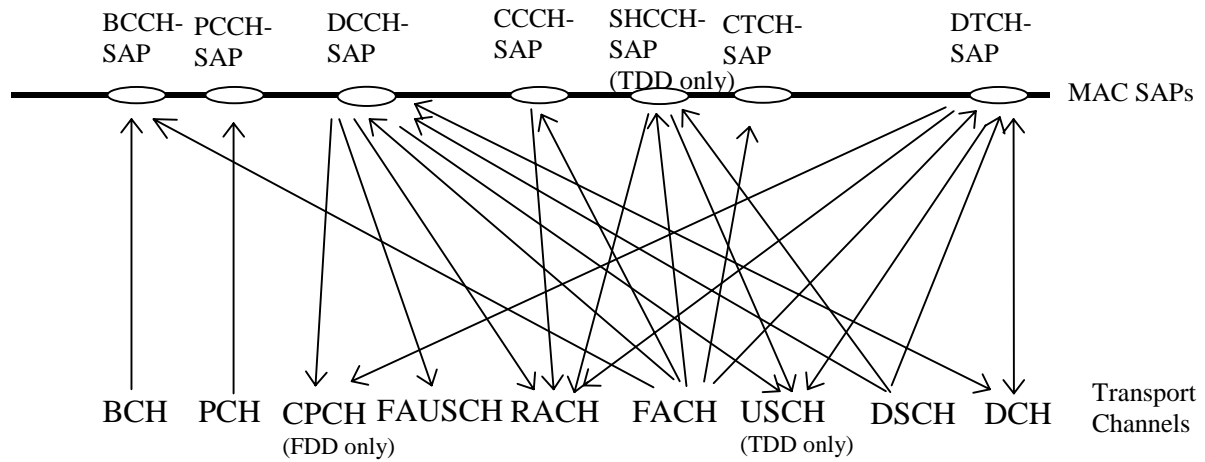 BCCH-
SAP
PCCH-
SAP
DCCH-
SAP
CCCH-
SAP
SHCCH-
SAP
(TDD only)
CTCH-
SAP
DTCH-
SAP
MAC SAPs
BCH
PCH
CPCH
(FDD only)
FAUSCH
RACH
FACH
USCH
(TDD only)
DSCH
DCH
Transport
Channels